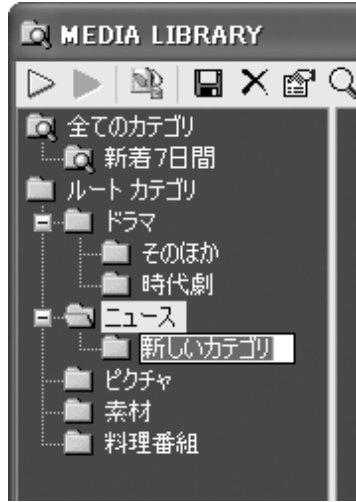 MEDIA LIBRARY
全てのカテゴリ
新着7日間
ルート カテゴリ
ドラマ
そのほか
時代劇
ニュース
新しいカテゴリ
ピクチャ
素材
料理番組